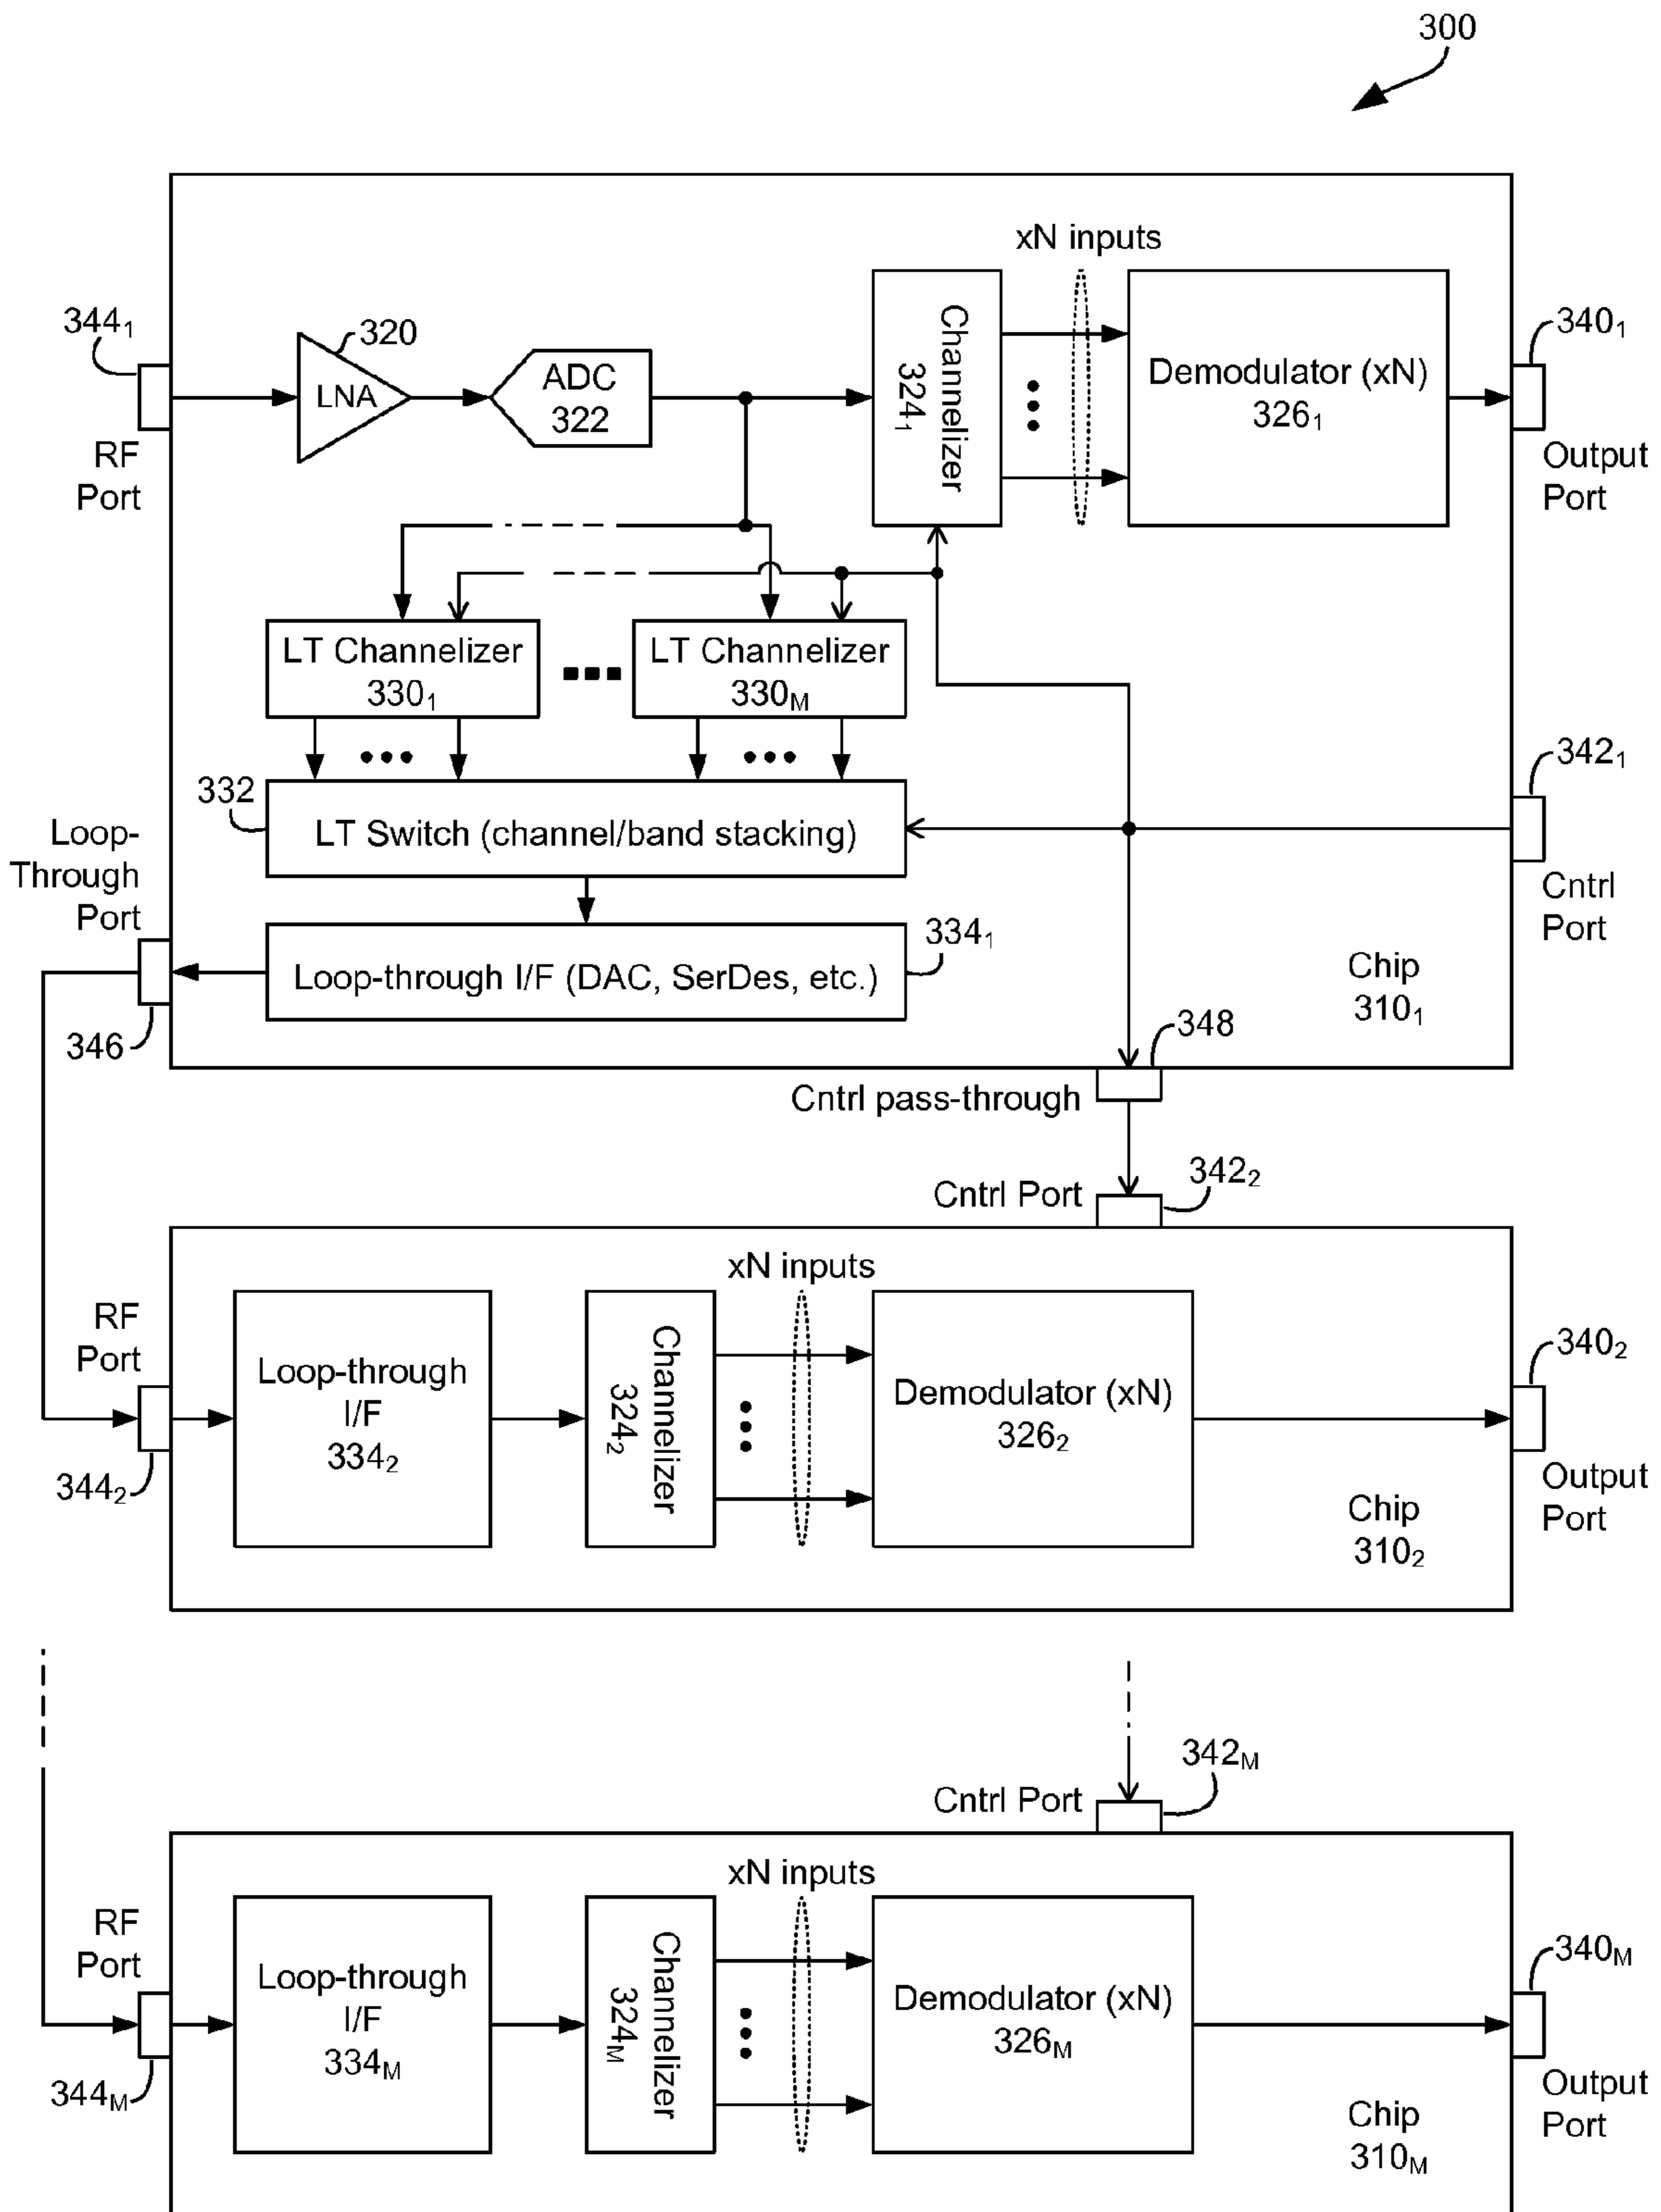 300
xN inputs
344₁
320
340₁
LNA
ADC
322
Channelizer
324₁
Demodulator (xN)
326₁
RF
Port
Output
Port
LT Channelizer
330₁
LT Channelizer
330M
342₁
332
LT Switch (channel/band stacking)
Loop-
Through
Port
Cntrl
Port
334₁
Loop-through I/F (DAC, SerDes, etc.)
Chip
310₁
346
348
Cntrl pass-through
Cntrl Port
342₂
xN inputs
RF
Port
340₂
Loop-through
I/F
334₂
Channelizer
324₂
Demodulator (xN)
326₂
344₂
Output
Port
Chip
310₂
342M
Cntrl Port
xN inputs
RF
Port
340M
Loop-through
I/F
334M
Channelizer
324M
Demodulator (xN)
326M
344M
Output
Port
Chip
310M